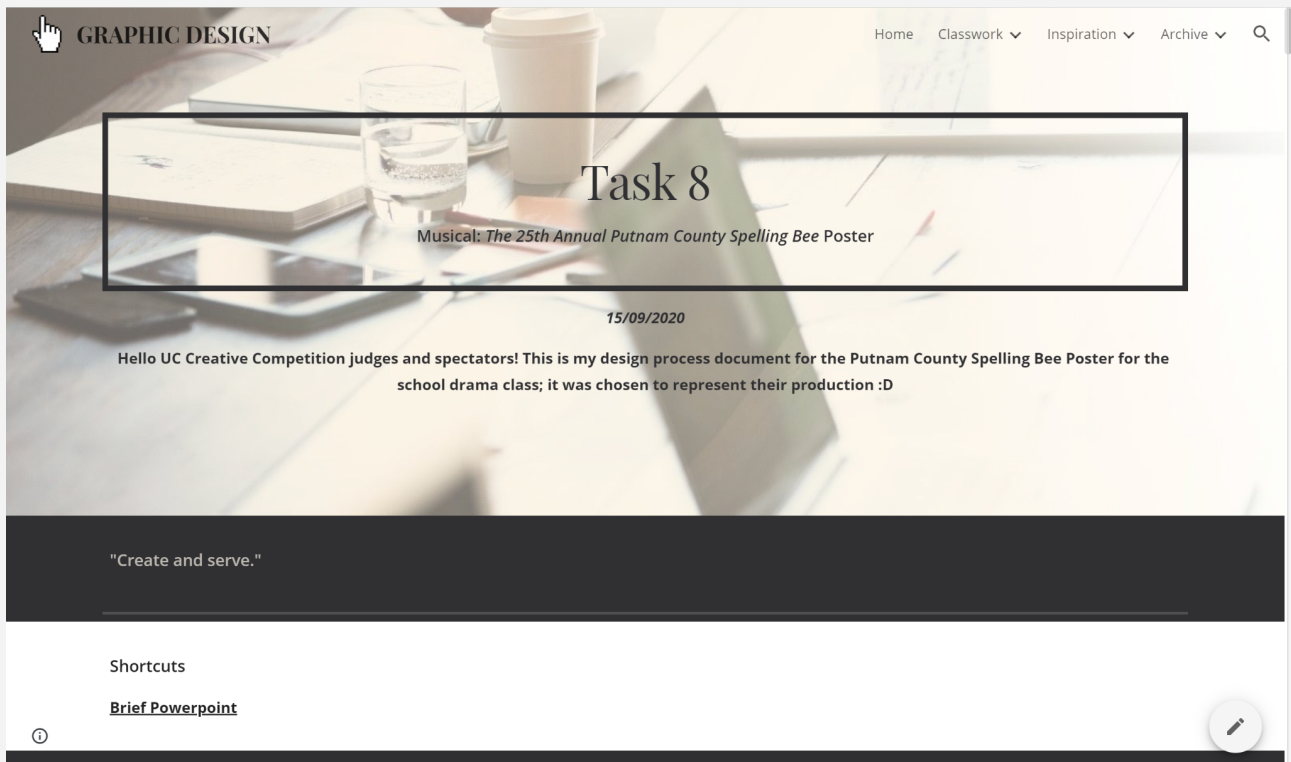 GRAPHIC DESIGN
Home Classwork Inspiration Archive
Task 8
Musical: The 25th Annual Putnam County Spelling Bee Poster
15/09/2020
Hello UC Creative Competition judges and spectators! This is my design process document for the Putnam County Spelling Bee Poster for the
school drama class; it was chosen to represent their production :D
"Create and serve."
Shortcuts
Brief Powerpoint